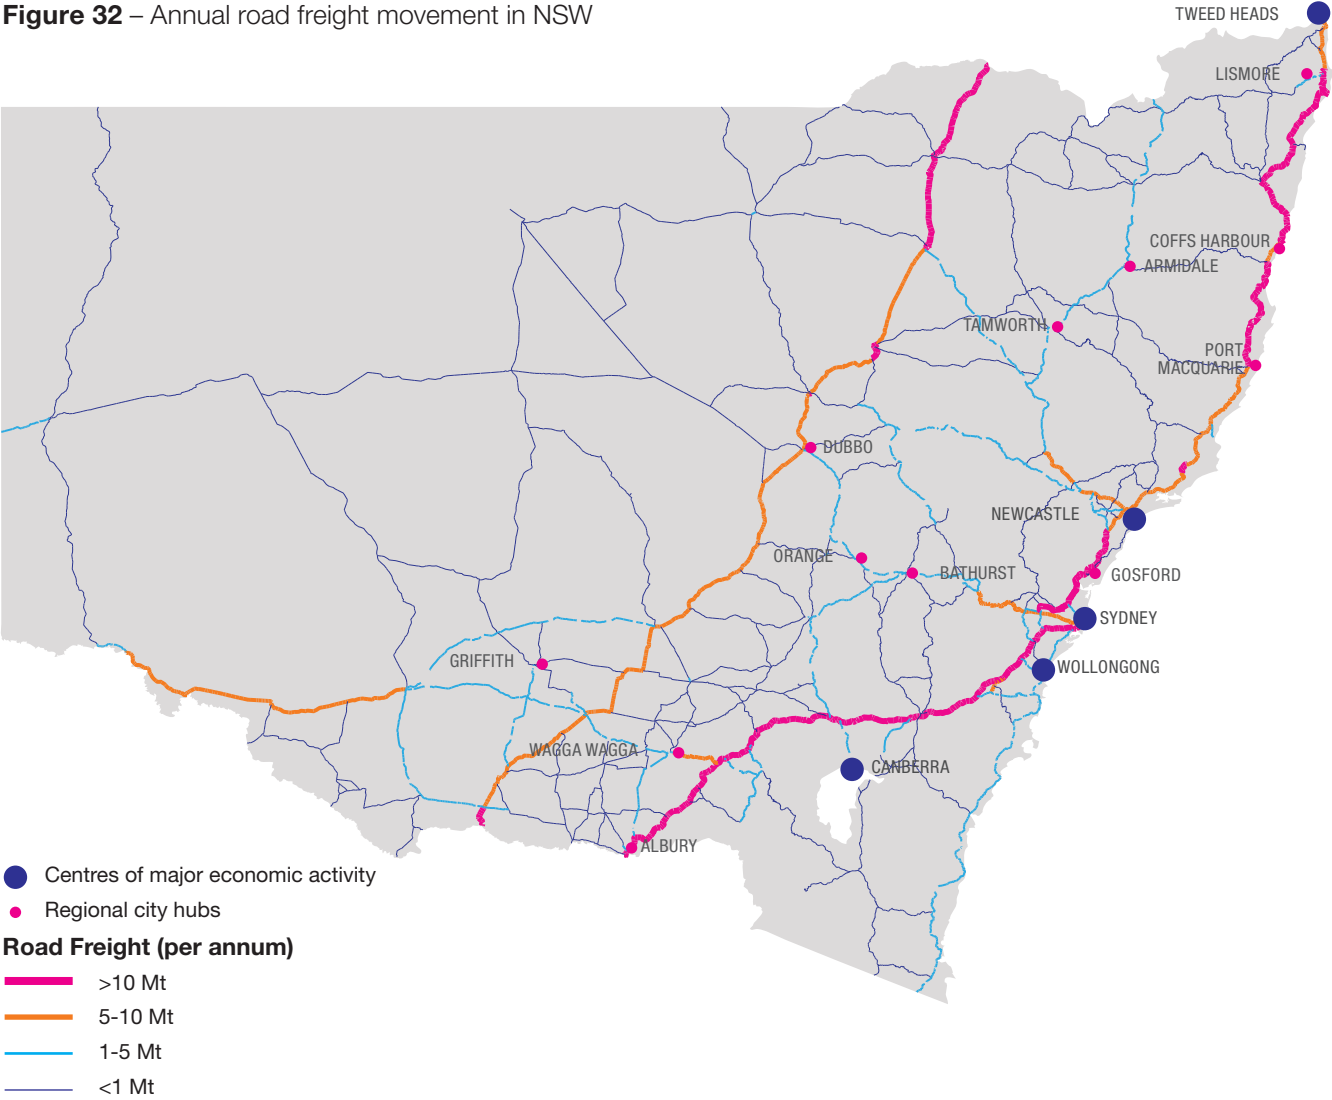 Figure 32 – Annual road freight movement in NSW
TWEED HEADS
LISMORE
COFFS HARBOUR
ARMIDALE
TAMWORTH
PORT
MACQUARIE
DUBBO
NEWCASTLE
ORANGE
BATHURST
GOSFORD
SYDNEY
GRIFFITH
WOLLONGONG
WAGGA WAGGA
CANBERRA
ALBURY
Centres of major economic activity
Regional city hubs
Road Freight (per annum)
>10 Mt
5-10 Mt
1-5 Mt
<1 Mt